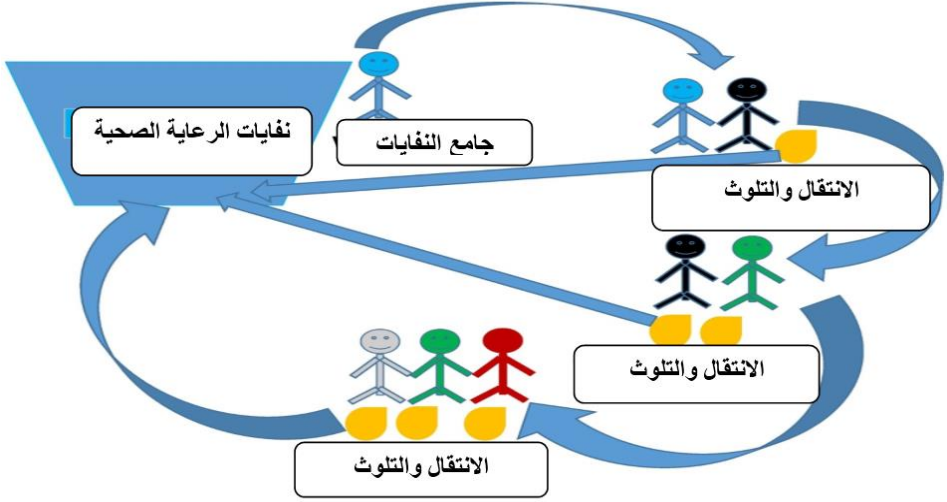 نفايات الرعاية الصحية
جامع النفايات
الانتقال والتلوث
الانتقال والتلوث
الانتقال والتلوث